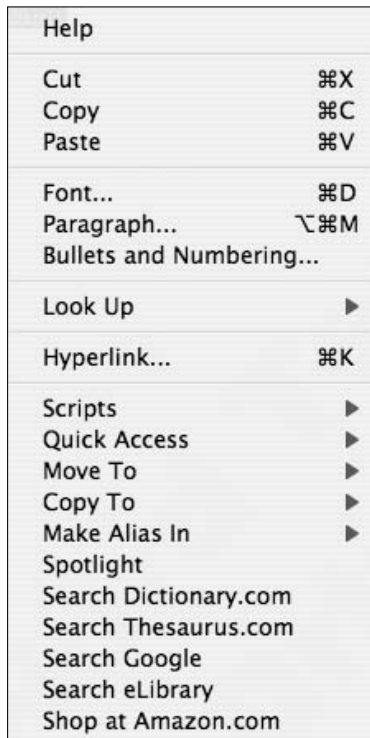 Help
Cut ⌘X
Copy ⌘C
Paste ⌘V
Font... ⌘D
Paragraph... ⌥⌘M
Bullets and Numbering...
Look Up ▶
Hyperlink... ⌘K
Scripts ▶
Quick Access ▶
Move To ▶
Copy To ▶
Make Alias In ▶
Spotlight
Search Dictionary.com
Search Thesaurus.com
Search Google
Search eLibrary
Shop at Amazon.com